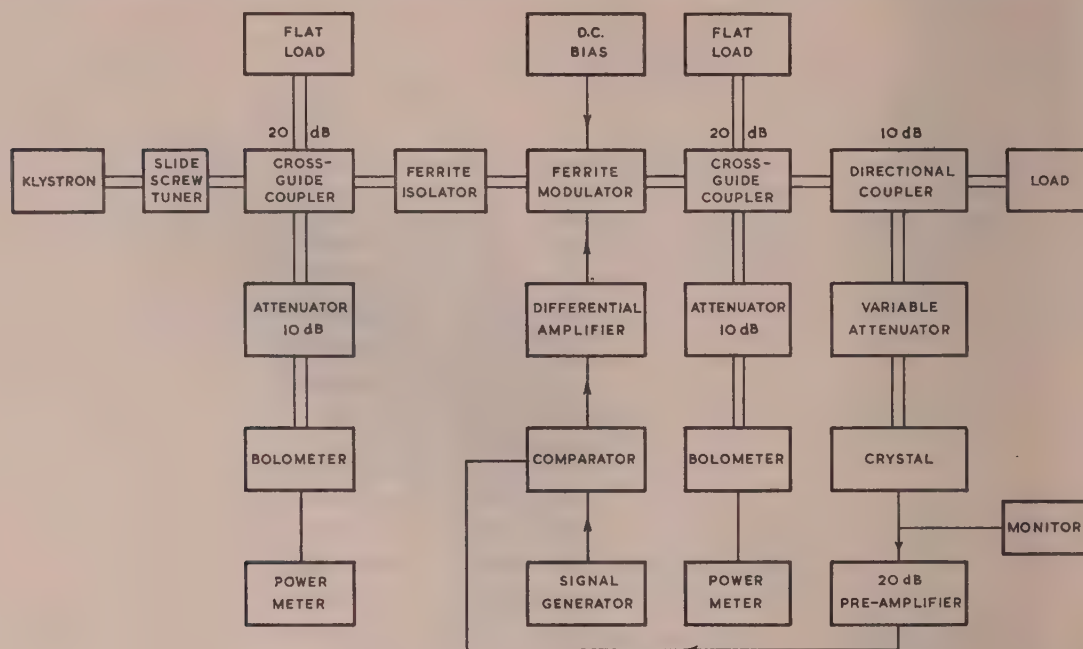 FLAT
LOAD
D.C.
BIAS
FLAT
LOAD
20 dB
20 dB
10 dB
KLYSTRON
SLIDE
SCREW
TUNER
CROSS-
GUIDE
COUPLER
FERRITE
ISOLATOR
FERRITE
MODULATOR
CROSS-
GUIDE
COUPLER
DIRECTIONAL
COUPLER
LOAD
ATTENUATOR
10 dB
DIFFERENTIAL
AMPLIFIER
ATTENUATOR
10 dB
VARIABLE
ATTENUATOR
BOLOMETER
COMPARATOR
BOLOMETER
CRYSTAL
MONITOR
POWER
METER
SIGNAL
GENERATOR
POWER
METER
20 dB
PRE-AMPLIFIER